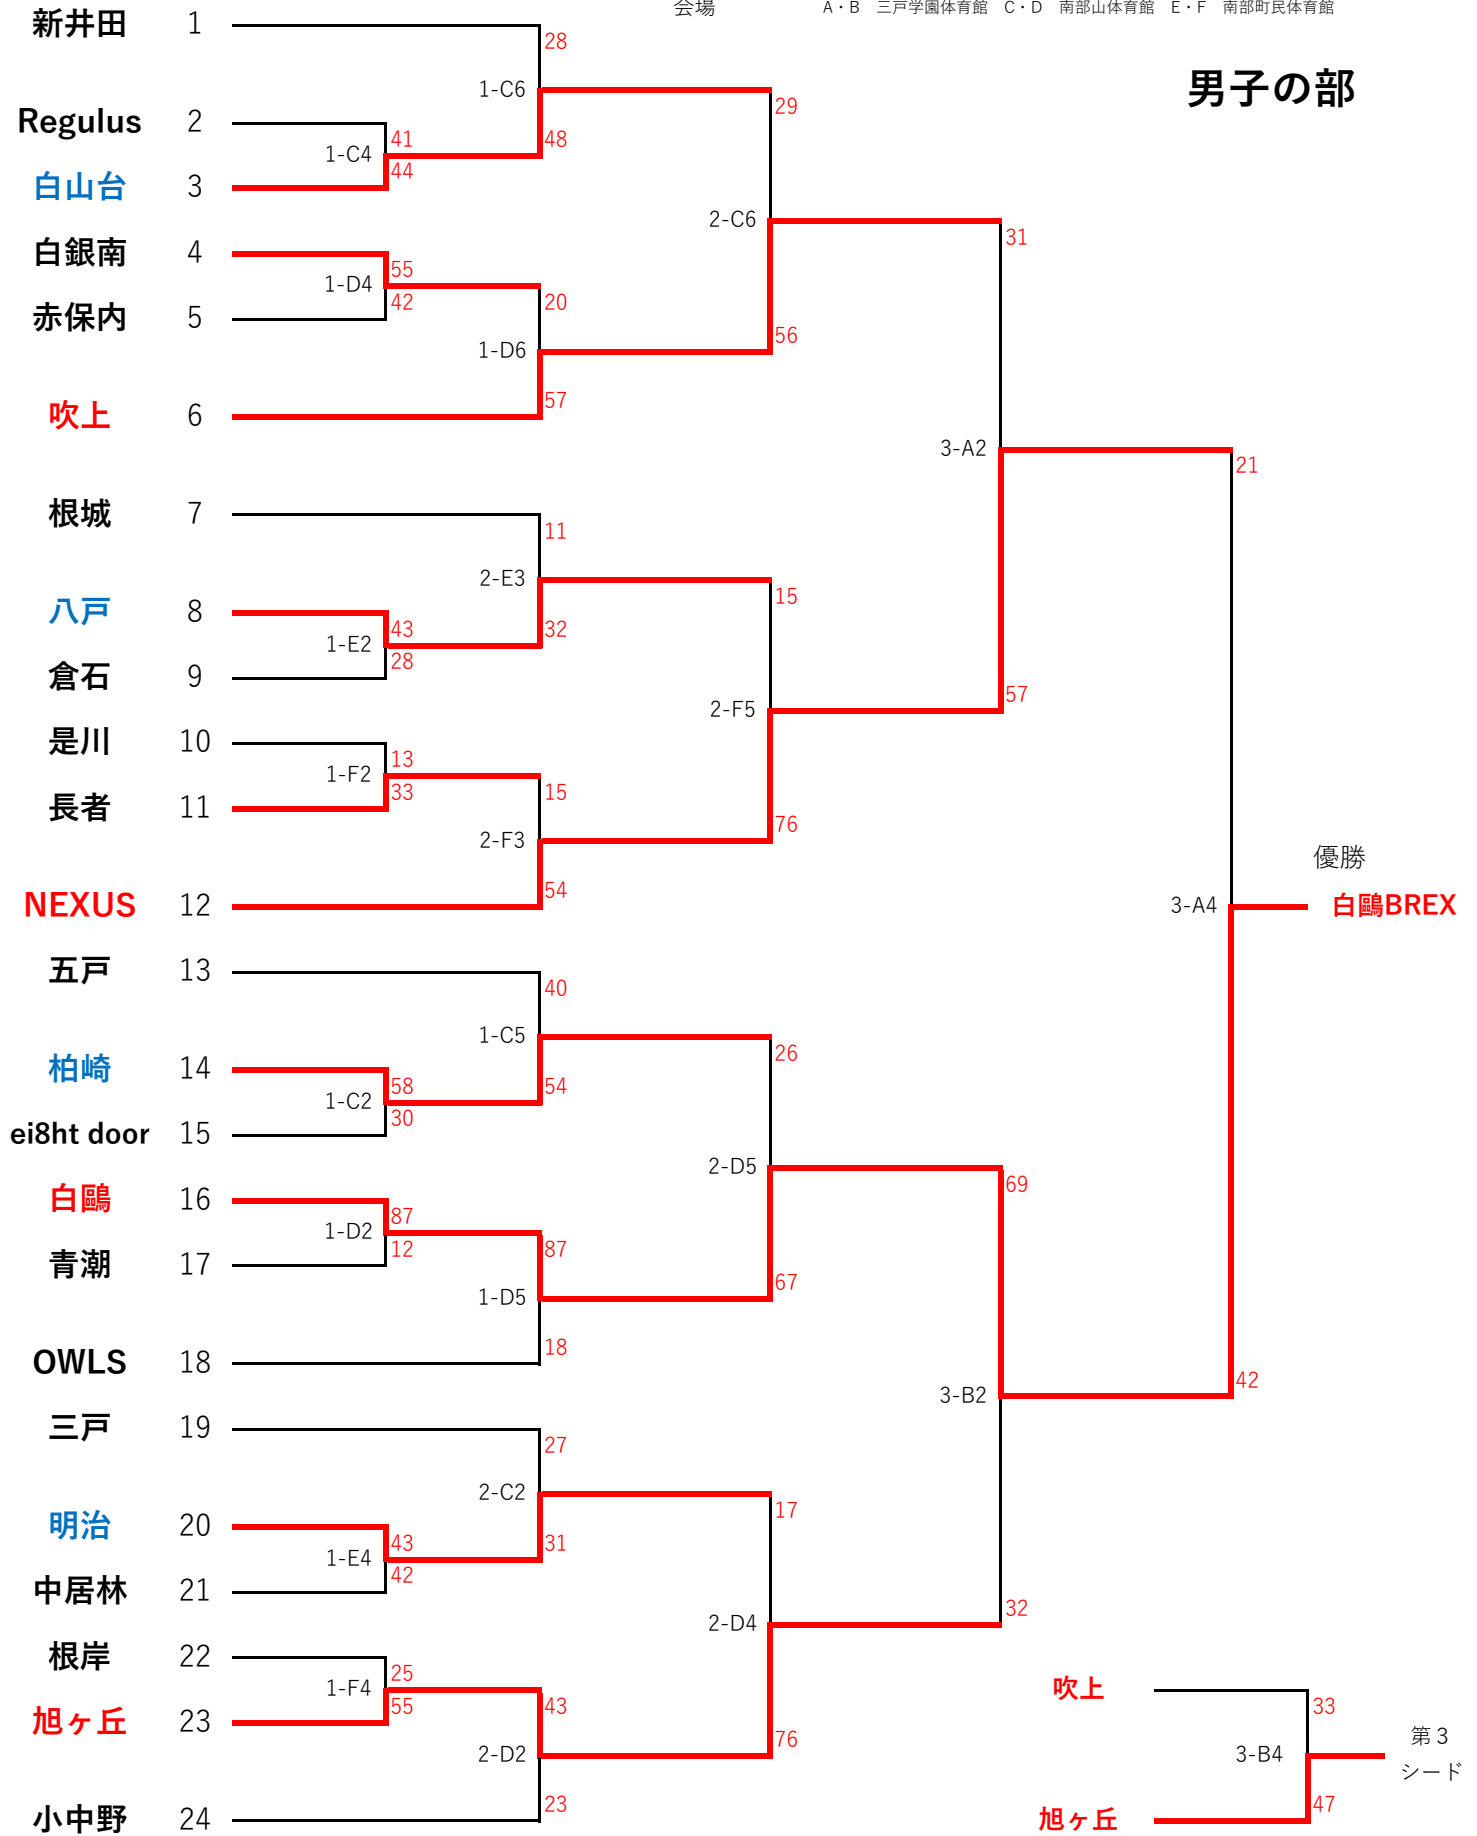 会場 A・B 三戸学園体育館 C・D 南部山体育館 E・F 南部町民体育館
男子の部
新井田 1
28
1-C6
48
29
Regulus 2
41
1-C4
44
白山台 3
2-C6
31
白銀南 4
55
1-D4
42
20
赤保内 5
1-D6
57
56
吹上 6
3-A2
21
根城 7
11
2-E3
32
15
八戸 8
43
1-E2
28
倉石 9
2-F5
57
是川 10
13
1-F2
33
15
長者 11
2-F3
54
76
NEXUS 12
優勝
3-A4
白鷗BREX
五戸 13
40
1-C5
54
26
柏崎 14
58
1-C2
30
ei8ht door 15
2-D5
69
白鷗 16
87
1-D2
12
87
青潮 17
1-D5
18
67
OWLS 18
3-B2
42
三戸 19
27
2-C2
31
17
明治 20
43
1-E4
42
中居林 21
2-D4
32
根岸 22
25
1-F4
55
43
旭ヶ丘 23
2-D2
23
76
小中野 24
吹上
33
3-B4
第3
シード
47
旭ヶ丘